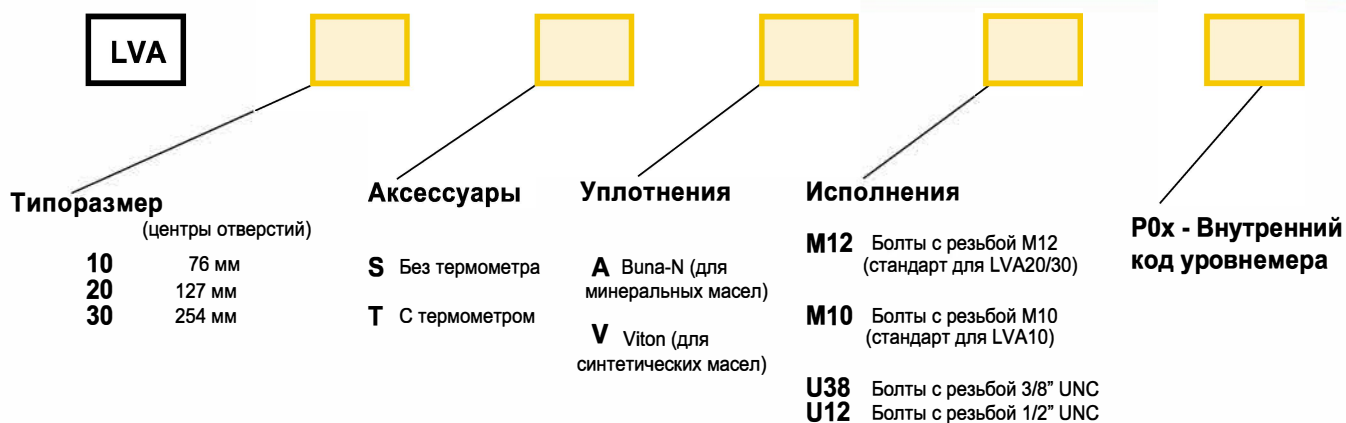 LVA
Типоразмер
(центры отверстий)
10 76 мм
20 127 мм
30 254 мм
Аксессуары
S Без термометра
T С термометром
Уплотнения
A Buna-N (для
минеральных масел)
V Viton (для
синтетических масел)
Исполнения
M12 Болты с резьбой M12
(стандарт для LVA20/30)
M10 Болты с резьбой M10
(стандарт для LVA10)
U38 Болты с резьбой 3/8” UNC
U12 Болты с резьбой 1/2” UNC
P0x - Внутренний
код уровнемера